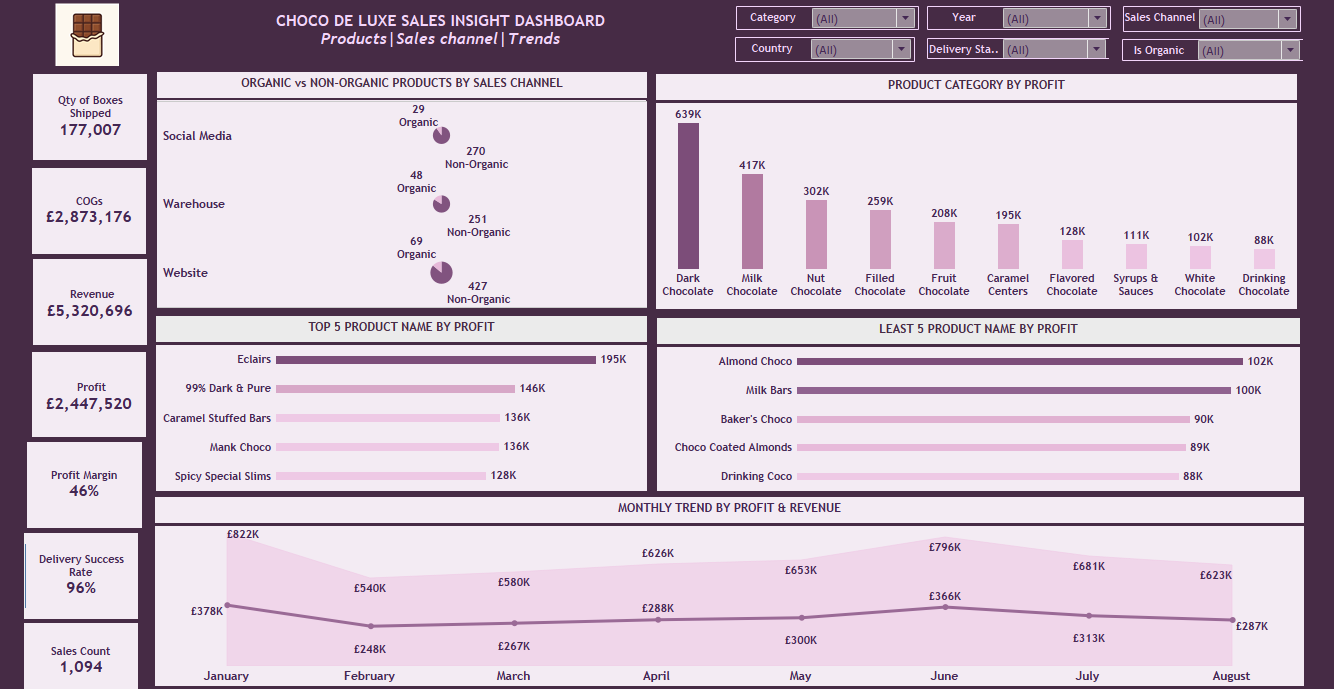 CHOCO DE LUXE SALES INSIGHT DASHBOARD
Products|Sales channel|Trends
Category
(All)
Year
(All)
Sales Channel
(All)
Country
(All)
Delivery Sta..
(All)
Is Organic
(All)
Qty of Boxes
Shipped
177,007
COGs
£2,873,176
Revenue
£5,320,696
Profit
£2,447,520
Profit Margin
46%
Delivery Success
Rate
96%
Sales Count
1,094
ORGANIC vs NON-ORGANIC PRODUCTS BY SALES CHANNEL
Social Media
29
Organic
270
Non-Organic
Warehouse
48
Organic
251
Non-Organic
Website
69
Organic
427
Non-Organic
PRODUCT CATEGORY BY PROFIT
639K
417K
302K
259K
208K
195K
128K
111K
102K
88K
Dark
Chocolate
Milk
Chocolate
Nut
Chocolate
Filled
Chocolate
Fruit
Chocolate
Caramel
Centers
Flavored
Chocolate
Syrups &
Sauces
White
Chocolate
Drinking
Chocolate
TOP 5 PRODUCT NAME BY PROFIT
Eclairs 195K
99% Dark & Pure 146K
Caramel Stuffed Bars 136K
Mank Choco 136K
Spicy Special Slims 128K
LEAST 5 PRODUCT NAME BY PROFIT
Almond Choco 102K
Milk Bars 100K
Baker's Choco 90K
Choco Coated Almonds 89K
Drinking Coco 88K
MONTHLY TREND BY PROFIT & REVENUE
£822K
£540K
£580K
£626K
£653K
£796K
£681K
£623K
£378K
£248K
£267K
£288K
£300K
£366K
£313K
£287K
January
February
March
April
May
June
July
August